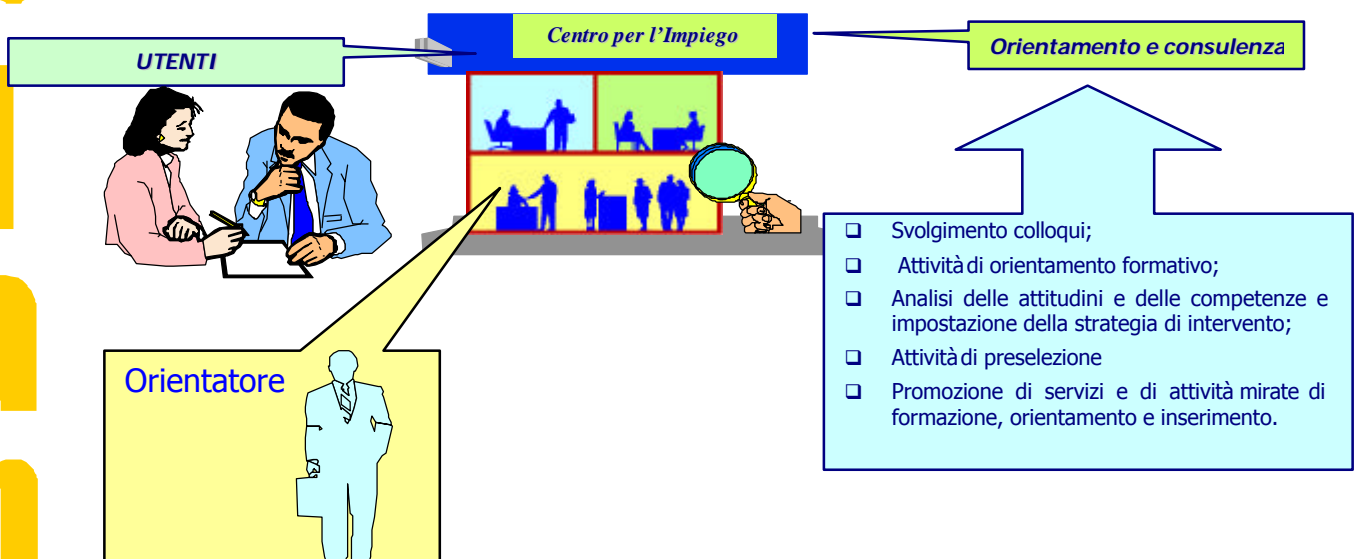 Centro per l'Impiego
UTENTI
Orientamento e consulenza
Svolgimento colloqui;
Attività di orientamento formativo;
Analisi delle attitudini e delle competenze e
impostazione della strategia di intervento;
Attività di preselezione
Promozione di servizi e di attività mirate di
formazione, orientamento e inserimento.
Orientatore